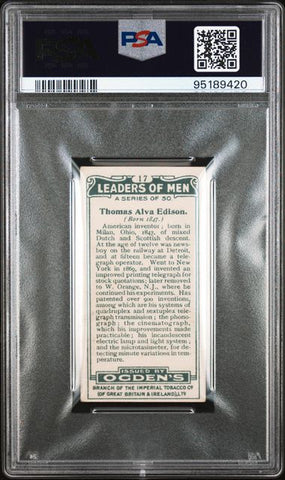 PSA
95189420
17
LEADERS OF MEN
A SERIES OF 50
Thomas Alva Edison.
(Born 1847.)
American inventor; born in
Milan, Ohio, 1847, of mixed
Dutch and Scottish descent.
At the age of twelve was news-
boy on the railway at Detroit,
and at fifteen became a tele-
graph operator. Went to New
York in 1869, and invented an
improved printing telegraph for
stock quotations; later removed
to W. Orange, N.J., where he
continued his experiments. Has
patented over 900 inventions,
among which are his systems of
quadruplex and sextuplex tele-
graph transmission; the phono-
graph; the cinematograph,
which his improvements made
practicable; his incandescent
electric lamp and light system;
and the microtasimeter, for de-
tecting minute variations in tem-
perature.
ISSUED BY
OGDEN'S
BRANCH OF THE IMPERIAL TOBACCO Co
(OF GREAT BRITAIN & IRELAND), LTD